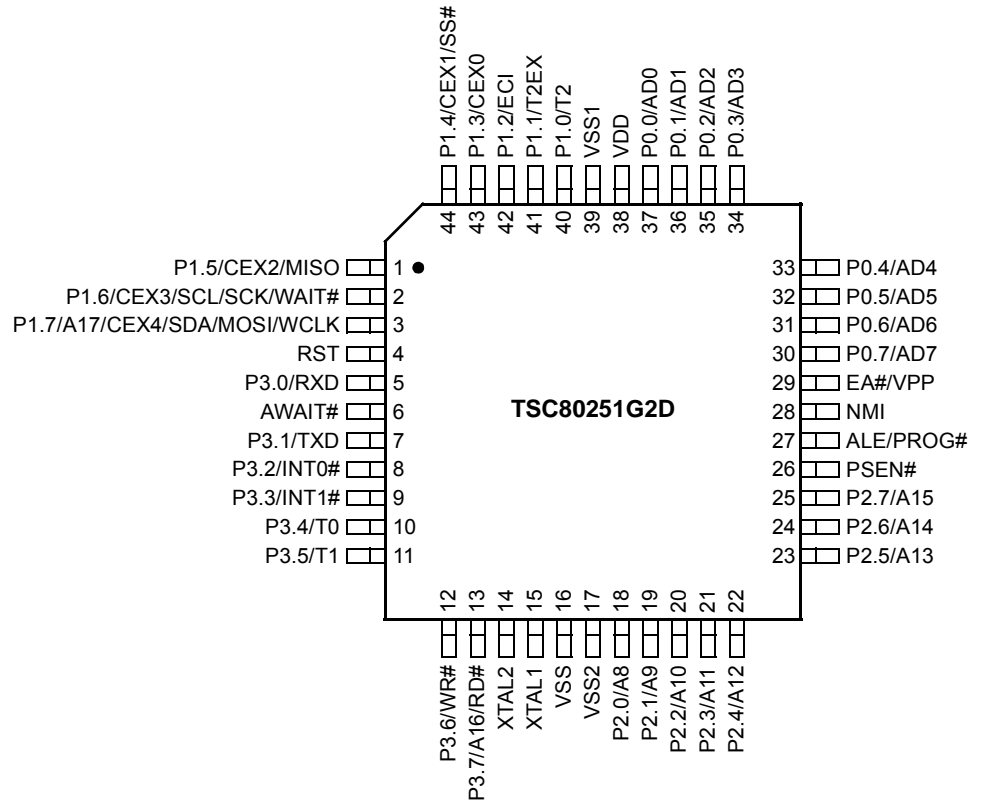 P1.4/CEX1/SS#
P1.3/CEX0
P1.2/ECI
P1.1/T2EX
P1.0/T2
VSS1
VDD
P0.0/AD0
P0.1/AD1
P0.2/AD2
P0.3/AD3
44
43
42
41
40
39
38
37
36
35
34
P1.5/CEX2/MISO 1
P1.6/CEX3/SCL/SCK/WAIT# 2
P1.7/A17/CEX4/SDA/MOSI/WCLK 3
RST 4
P3.0/RXD 5
AWAIT# 6
P3.1/TXD 7
P3.2/INT0# 8
P3.3/INT1# 9
P3.4/T0 10
P3.5/T1 11
TSC80251G2D
33 P0.4/AD4
32 P0.5/AD5
31 P0.6/AD6
30 P0.7/AD7
29 EA#/VPP
28 NMI
27 ALE/PROG#
26 PSEN#
25 P2.7/A15
24 P2.6/A14
23 P2.5/A13
12
13
14
15
16
17
18
19
20
21
22
P3.6/WR#
P3.7/A16/RD#
XTAL2
XTAL1
VSS
VSS2
P2.0/A8
P2.1/A9
P2.2/A10
P2.3/A11
P2.4/A12